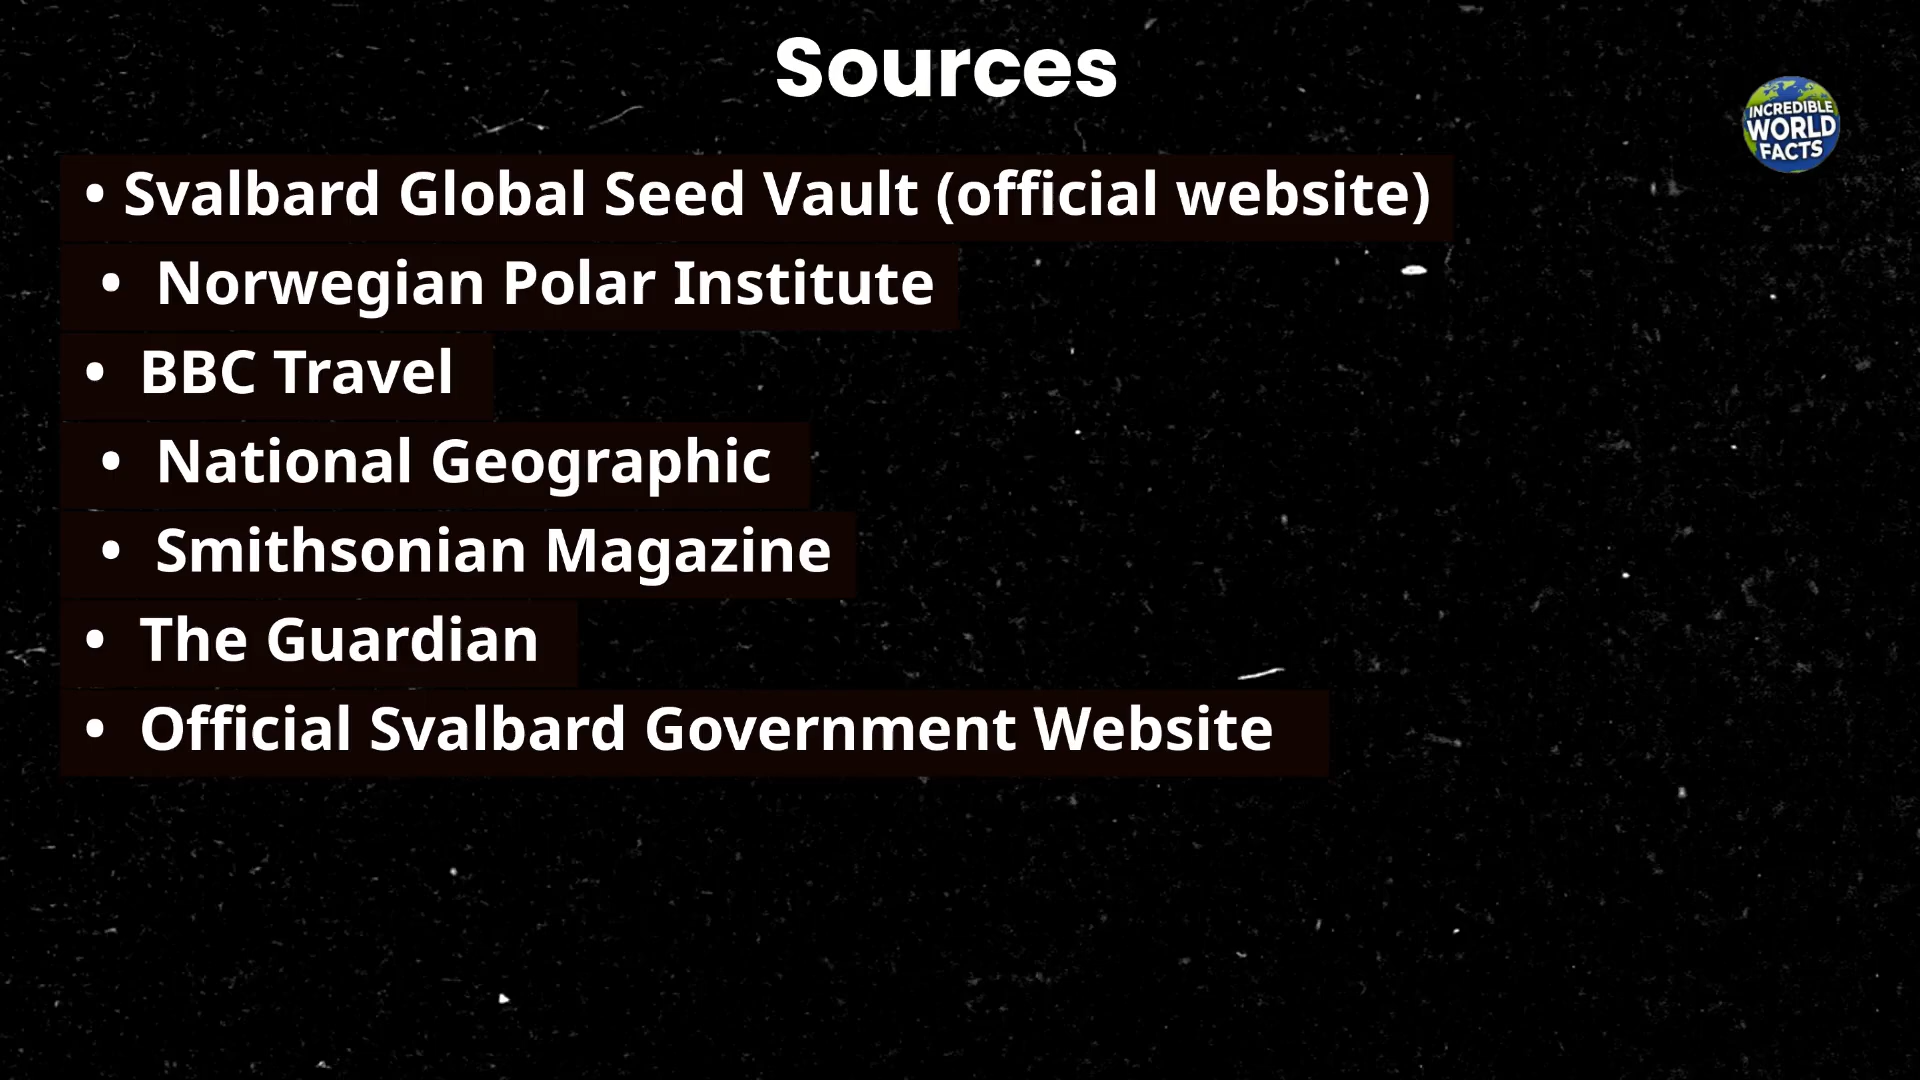 Sources
INCREDIBLE
WORLD
FACTS
• Svalbard Global Seed Vault (official website)
• Norwegian Polar Institute
• BBC Travel
• National Geographic
• Smithsonian Magazine
• The Guardian
• Official Svalbard Government Website